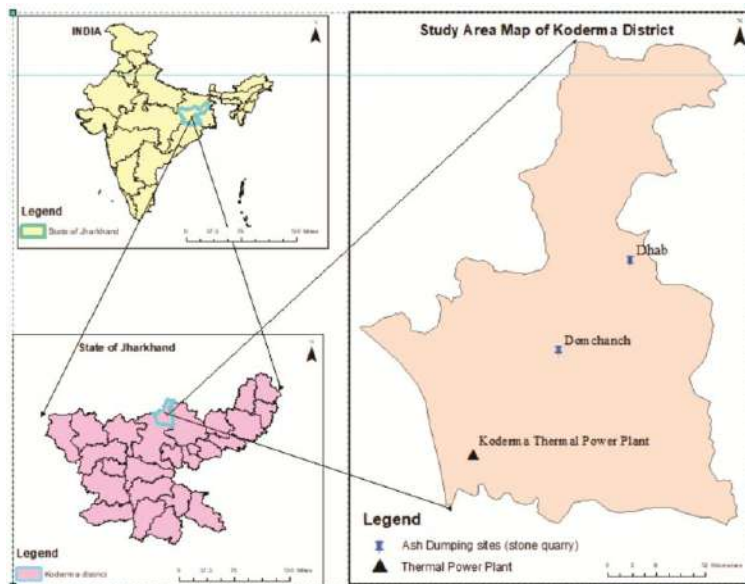 INDIA
Legend
State of Jharkhand
State of Jharkhand
Legend
Koderma district
Study Area Map of Koderma District
Dhab
Domchanch
Koderma Thermal Power Plant
Legend
Ash Dumping sites (stone quarry)
Thermal Power Plant